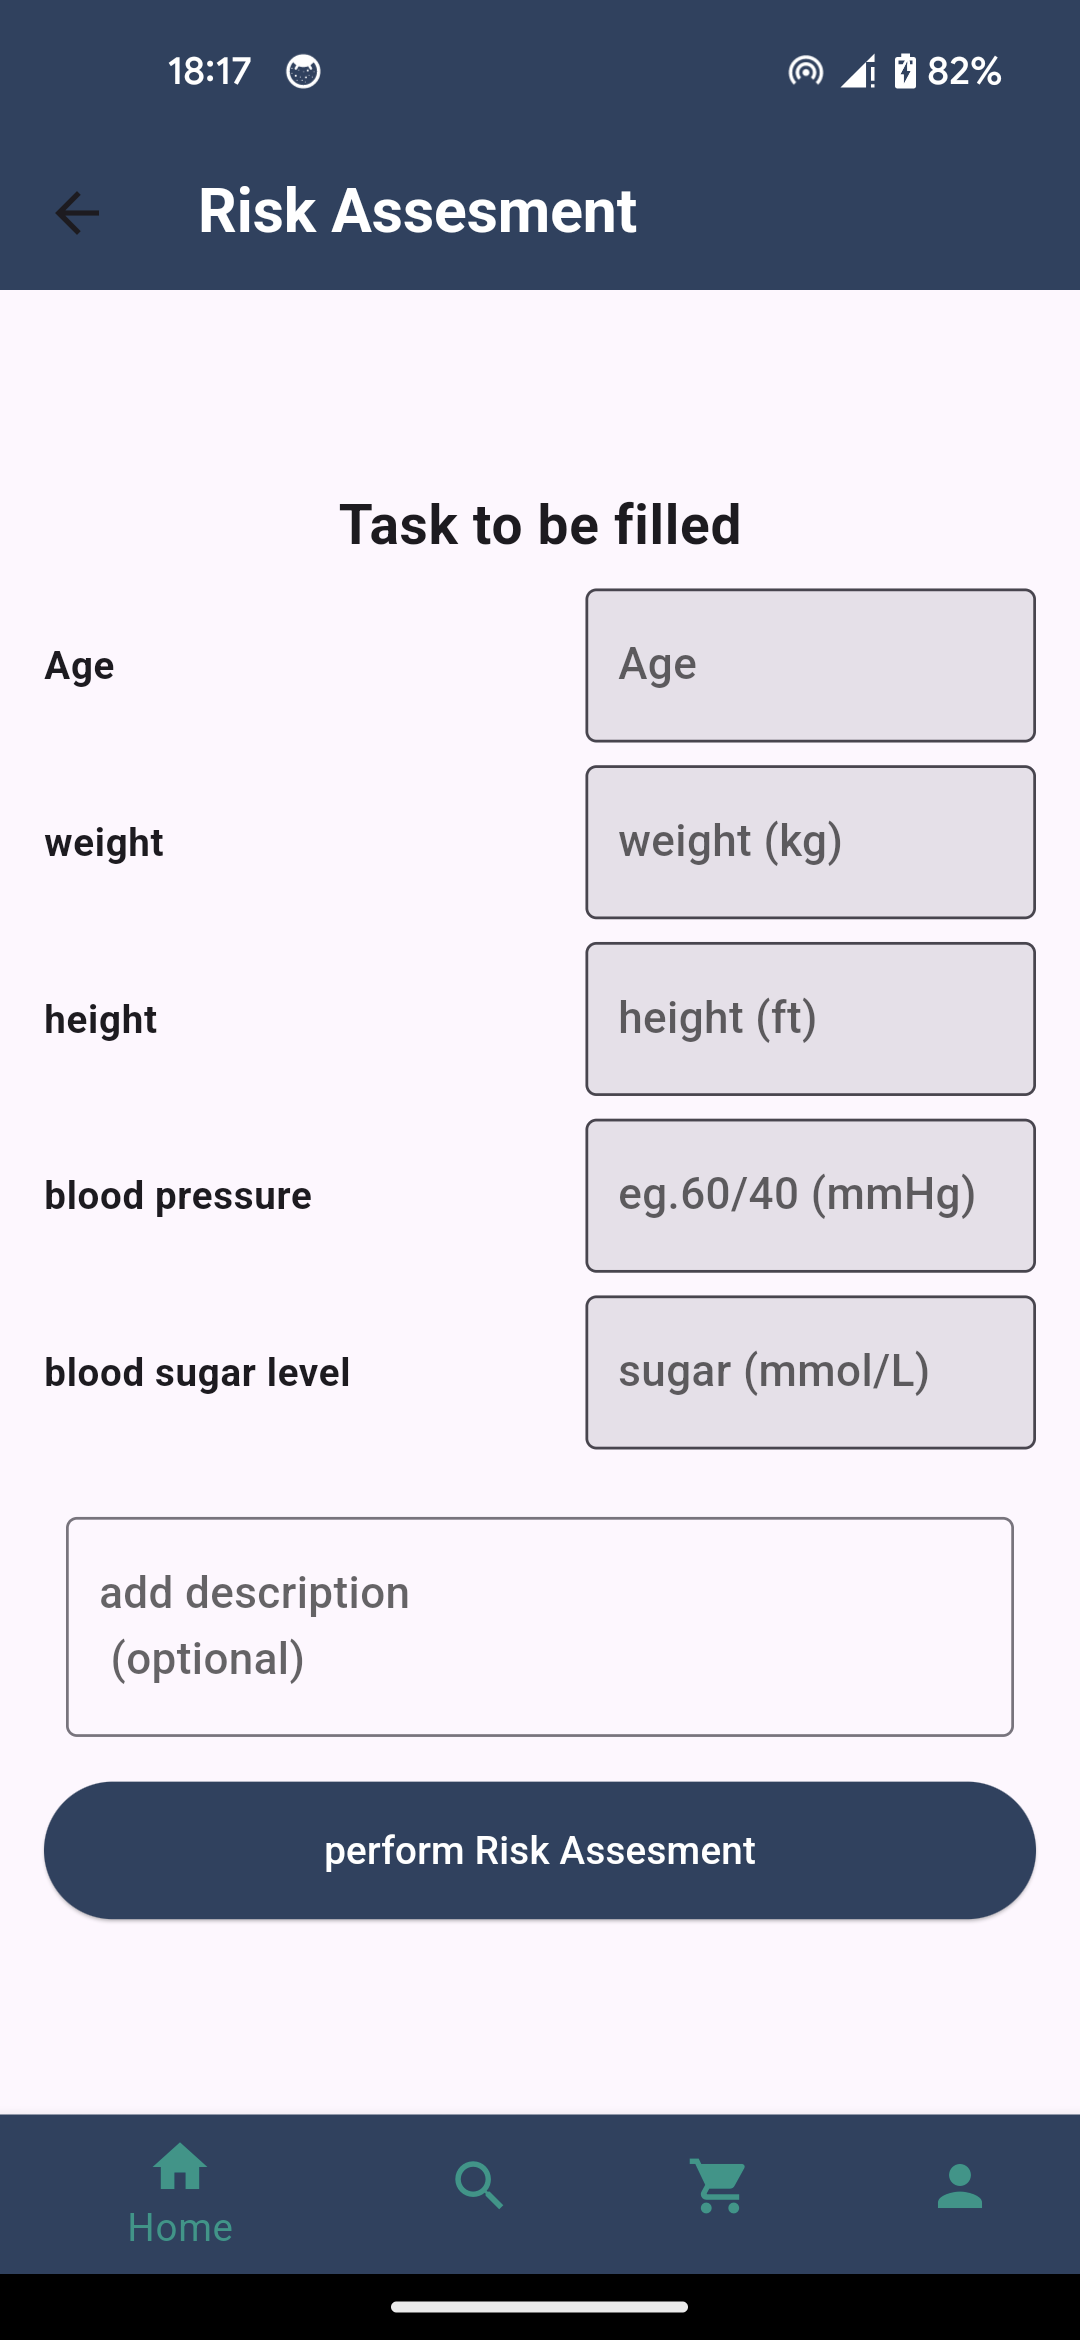 18:17
82%
Risk Assesment
Task to be filled
Age
Age
weight
weight (kg)
height
height (ft)
blood pressure
eg.60/40 (mmHg)
blood sugar level
sugar (mmol/L)
add description
(optional)
perform Risk Assesment
Home